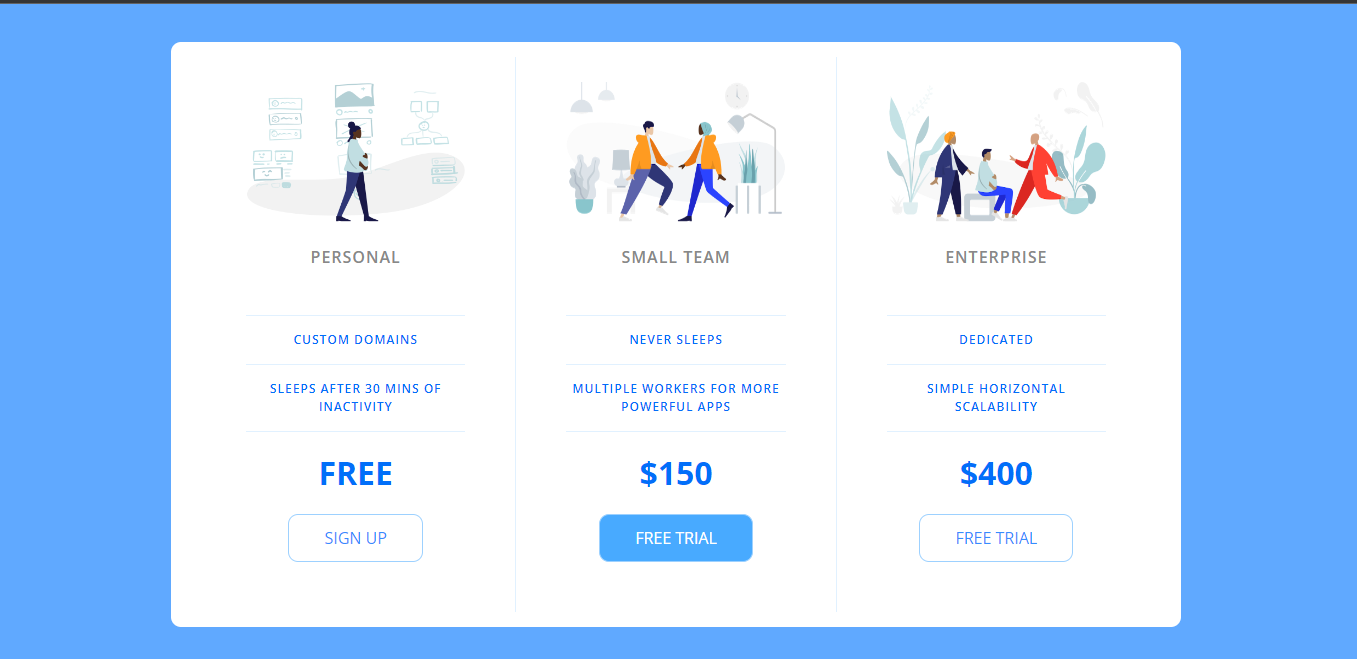 PERSONAL
CUSTOM DOMAINS
SLEEPS AFTER 30 MINS OF
INACTIVITY
FREE
SIGN UP
SMALL TEAM
NEVER SLEEPS
MULTIPLE WORKERS FOR MORE
POWERFUL APPS
$150
FREE TRIAL
ENTERPRISE
DEDICATED
SIMPLE HORIZONTAL
SCALABILITY
$400
FREE TRIAL